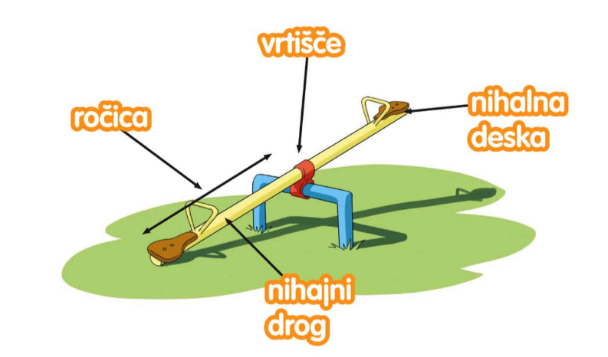 vrtišče
ročica
nihalna
deska
nihajni
drog